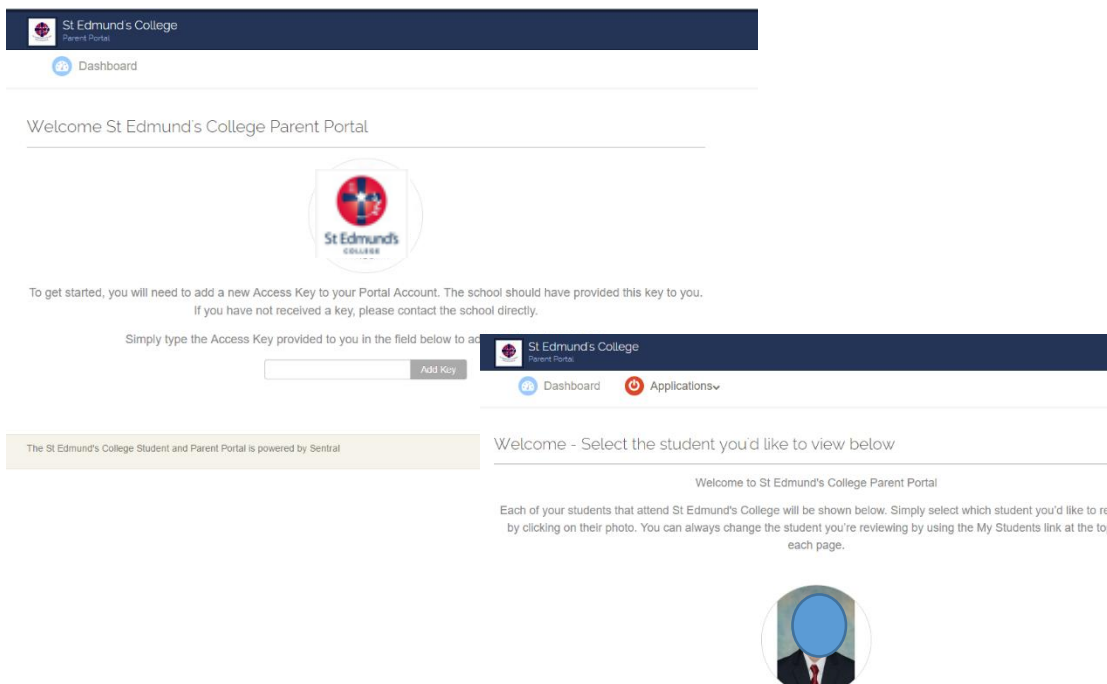 St Edmund's College
Parent Portal
Dashboard
Welcome St Edmund's College Parent Portal
St Edmund's
COLLEGE
To get started, you will need to add a new Access Key to your Portal Account. The school should have provided this key to you.
If you have not received a key, please contact the school directly.
Simply type the Access Key provided to you in the field below to ad
Add Key
The St Edmund's College Student and Parent Portal is powered by Sentral
St Edmund's College
Parent Portal
Dashboard Applications
Welcome - Select the student you'd like to view below
Welcome to St Edmund's College Parent Portal
Each of your students that attend St Edmund's College will be shown below. Simply select which student you'd like to re
by clicking on their photo. You can always change the student you're reviewing by using the My Students link at the to
each page.